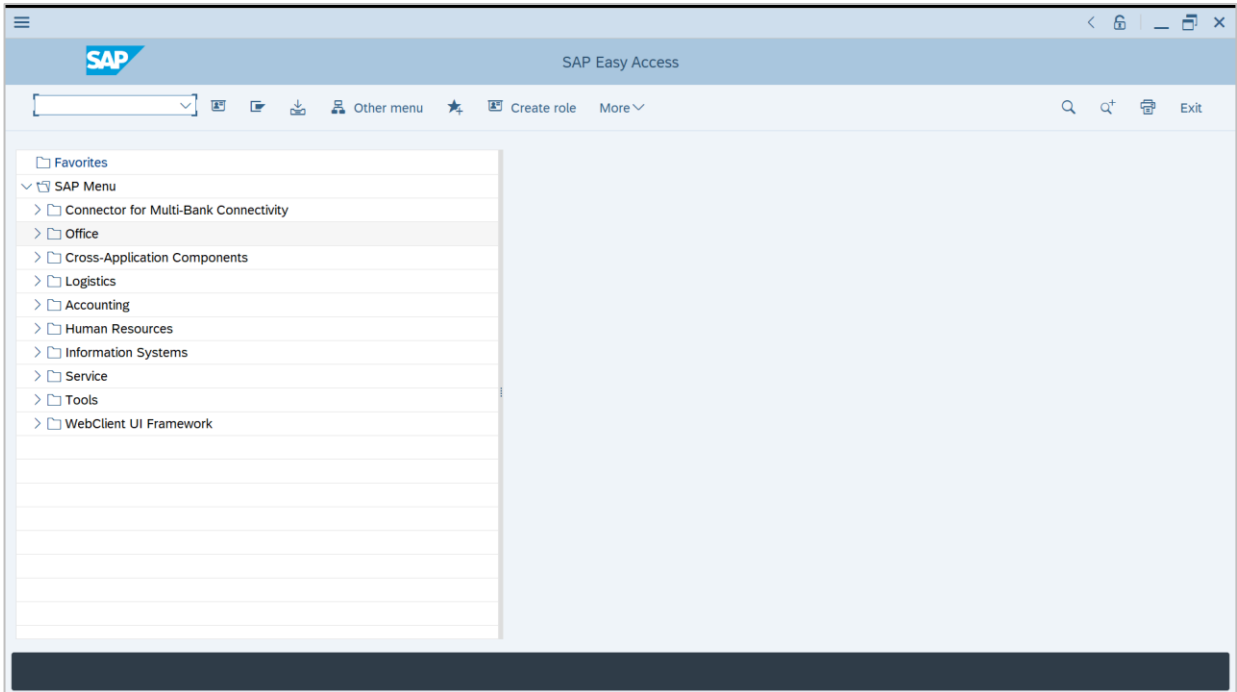 SAP
SAP Easy Access
Other menu Create role More Exit
Favorites
SAP Menu
Connector for Multi-Bank Connectivity
Office
Cross-Application Components
Logistics
Accounting
Human Resources
Information Systems
Service
Tools
WebClient UI Framework